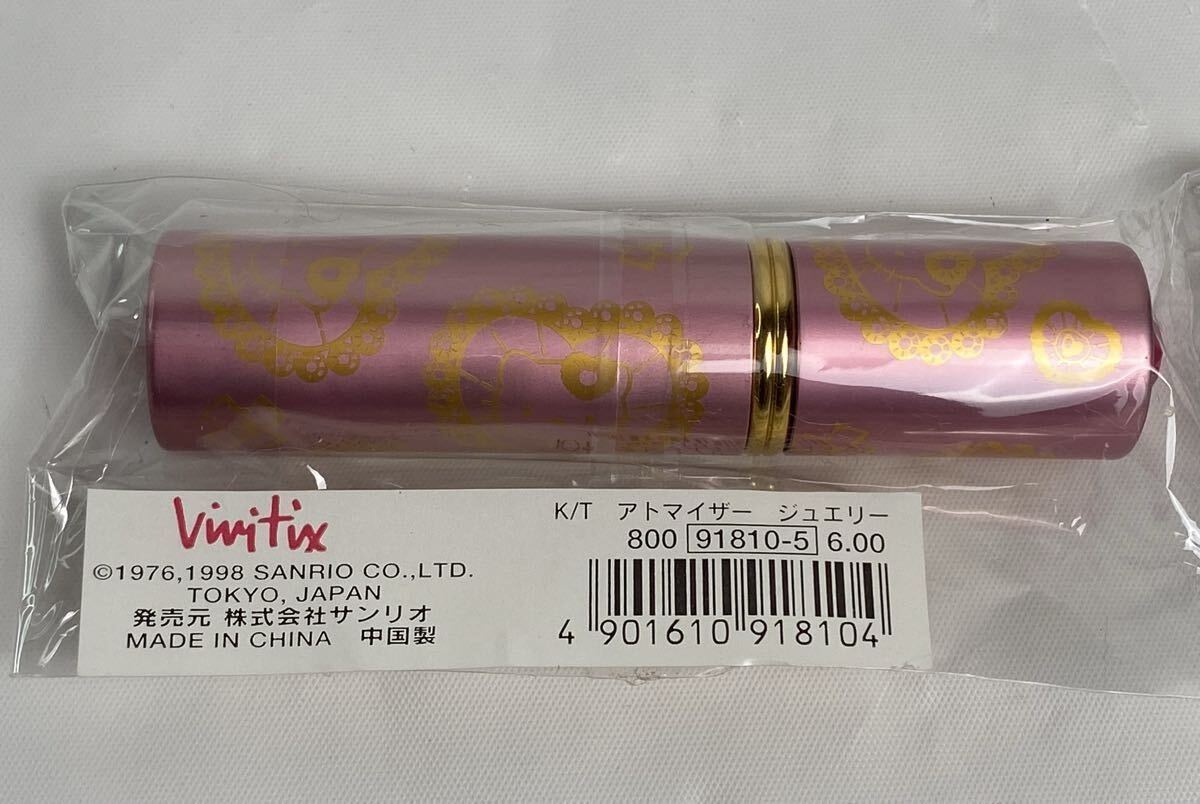 Vivitix
©1976,1998 SANRIO CO.,LTD.
TOKYO, JAPAN
発売元 株式会社サンリオ
MADE IN CHINA 中国製
K/T アトマイザー ジュエリー
800 91810-5 6.00
4 901610 918104